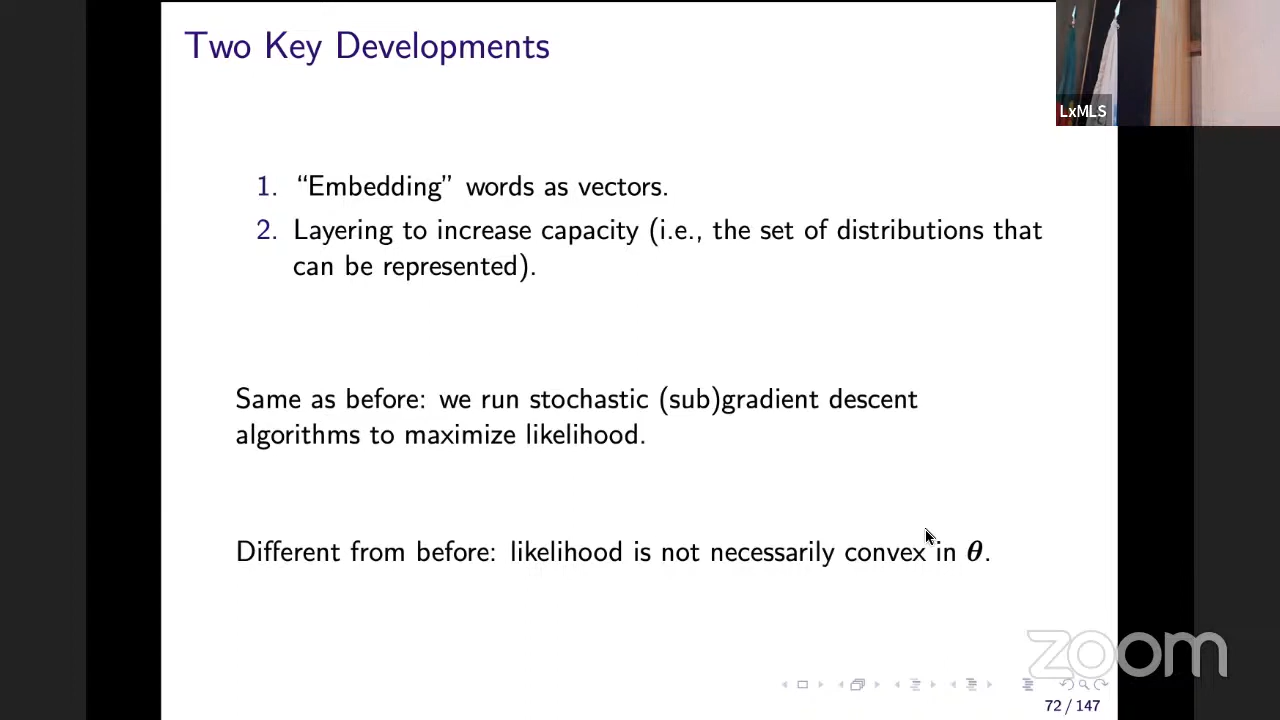 Two Key Developments
LxMLS
1. “Embedding” words as vectors.
2. Layering to increase capacity (i.e., the set of distributions that
can be represented).
Same as before: we run stochastic (sub)gradient descent
algorithms to maximize likelihood.
Different from before: likelihood is not necessarily convex in θ.
zoom
72 / 147